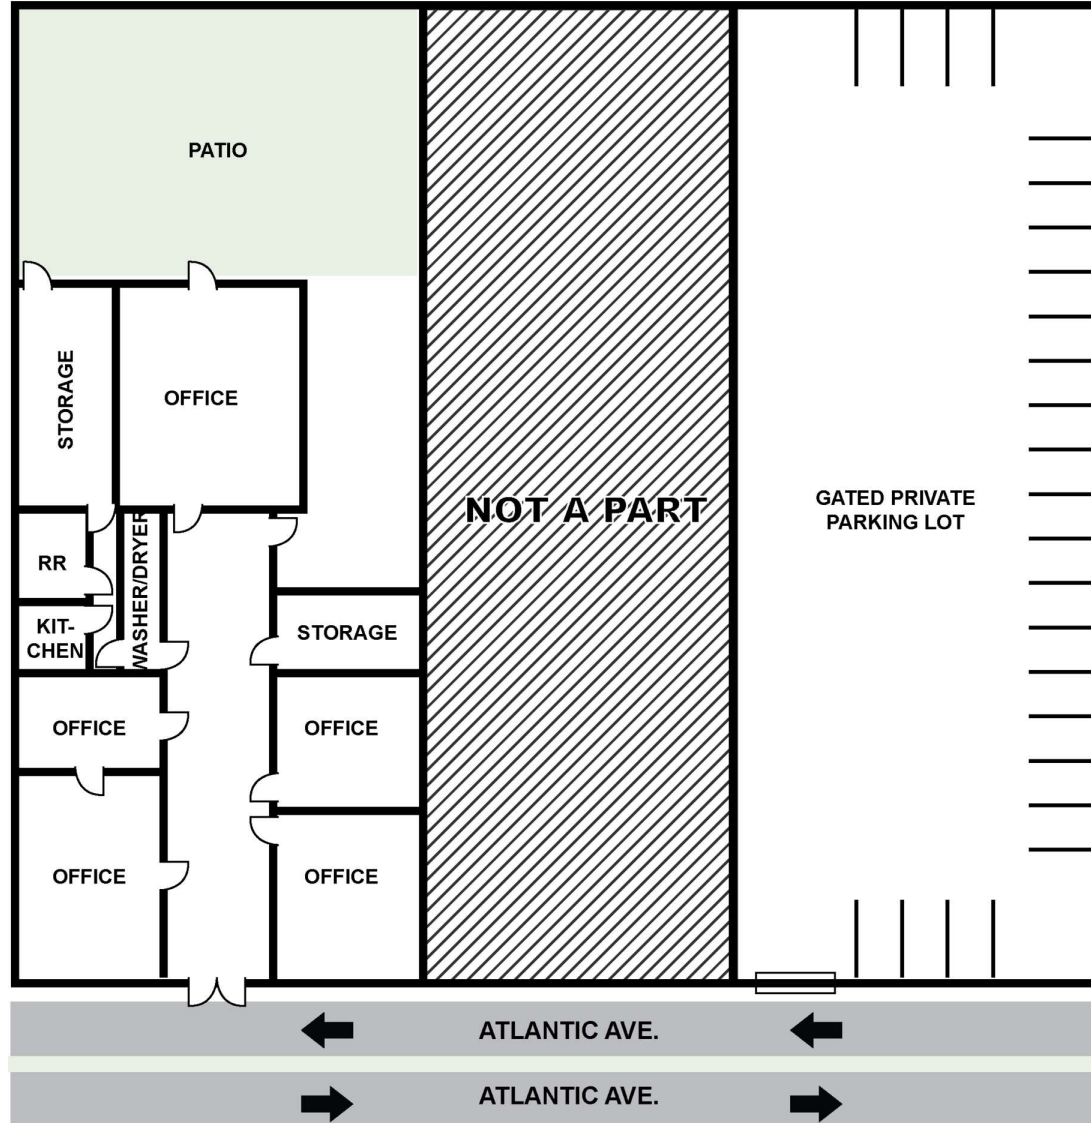 PATIO
STORAGE
OFFICE
NOT A PART
GATED PRIVATE
PARKING LOT
RR
WASHER/DRYER
KIT-
CHEN
STORAGE
OFFICE
OFFICE
OFFICE
OFFICE
ATLANTIC AVE.
ATLANTIC AVE.